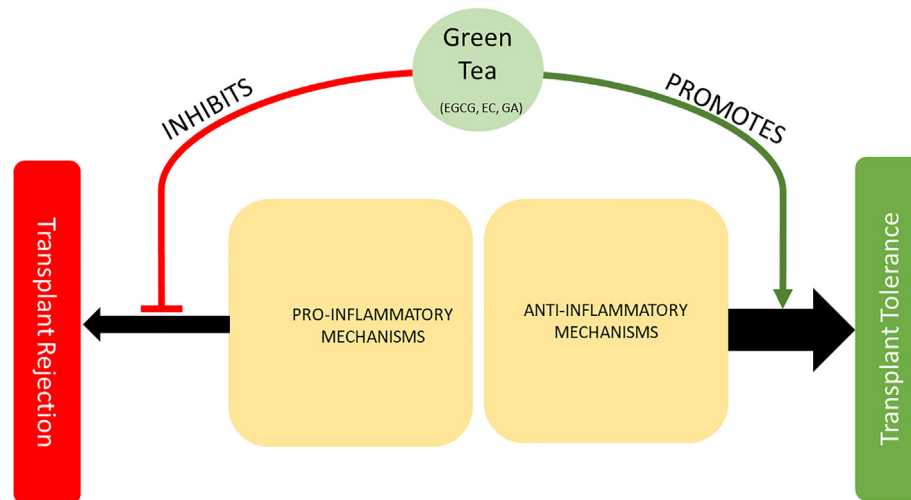 Green
Tea
(EGCG, EC, GA)
INHIBITS
PROMOTES
Transplant Rejection
PRO-INFLAMMATORY
MECHANISMS
ANTI-INFLAMMATORY
MECHANISMS
Transplant Tolerance